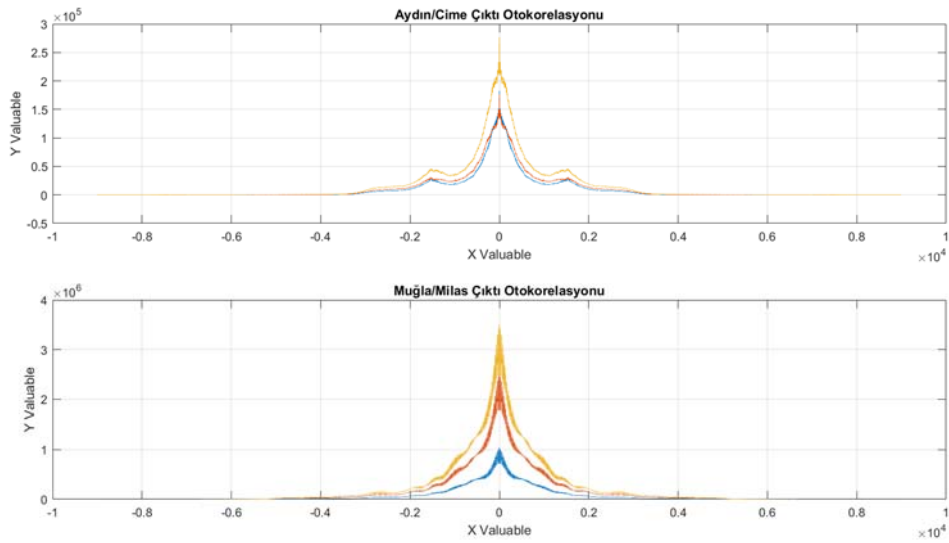 Aydın/Cime Çıktı Otokorelasyonu
×10^5
3
2.5
2
1.5
1
0.5
0
-0.5
Y Valuable
-1 -0.8 -0.6 -0.4 -0.2 0 0.2 0.4 0.6 0.8 1
X Valuable
×10^4
Muğla/Milas Çıktı Otokorelasyonu
×10^6
4
3
2
1
0
Y Valuable
-1 -0.8 -0.6 -0.4 -0.2 0 0.2 0.4 0.6 0.8 1
X Valuable
×10^4